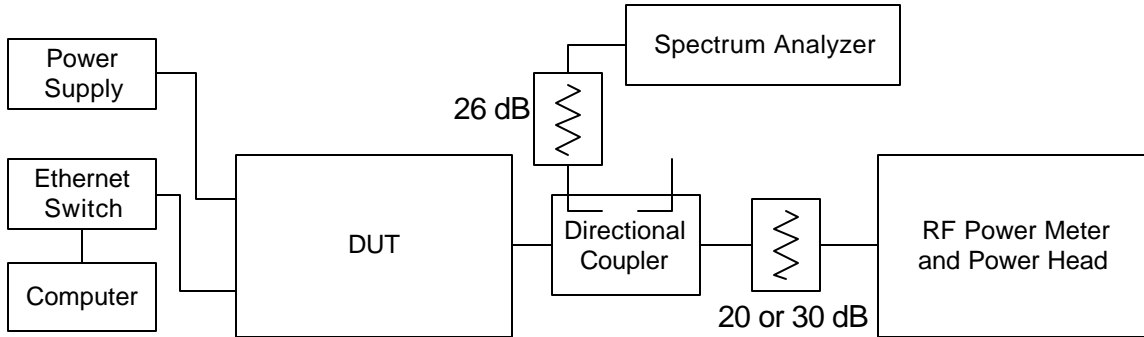 Power
Supply
Spectrum Analyzer
26 dB
Ethernet
Switch
DUT
Directional
Coupler
RF Power Meter
and Power Head
Computer
20 or 30 dB